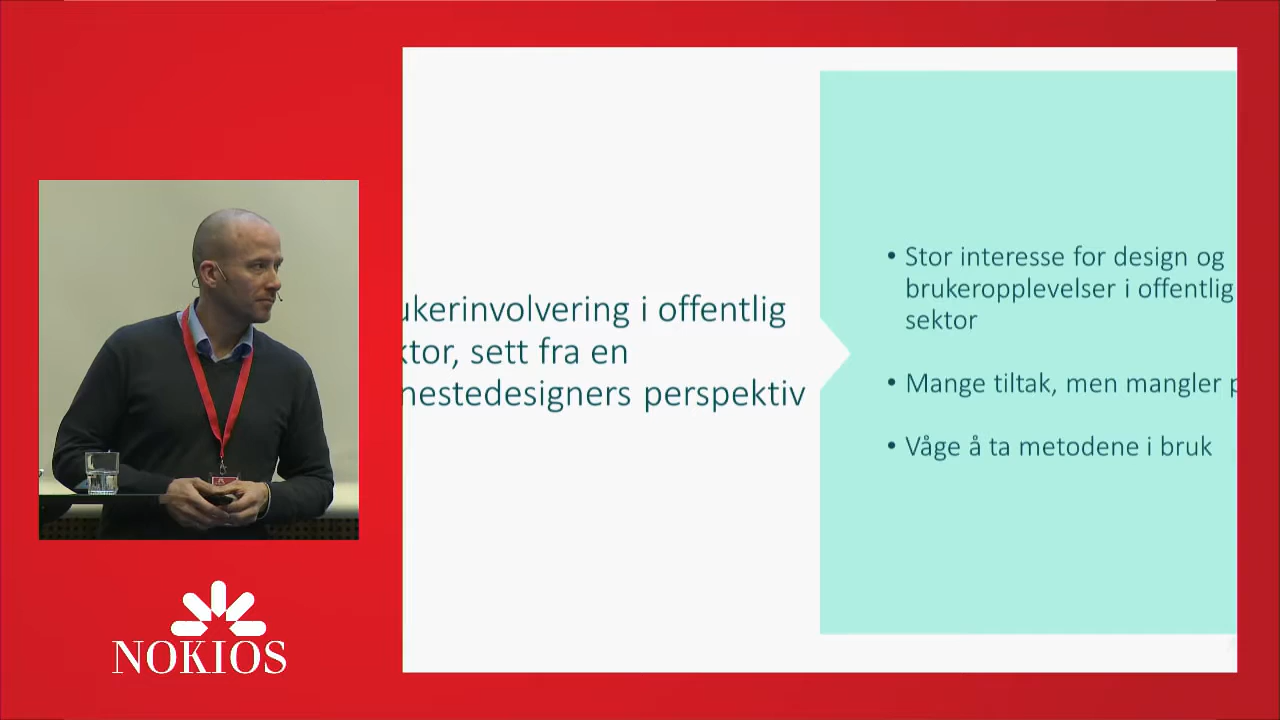 ukerinvolvering i offentlig
ktor, sett fra en
nestedesigners perspektiv
• Stor interesse for design og
brukeropplevelser i offentlig
sektor
• Mange tiltak, men mangler
• Våge å ta metodene i bruk
NOKIOS